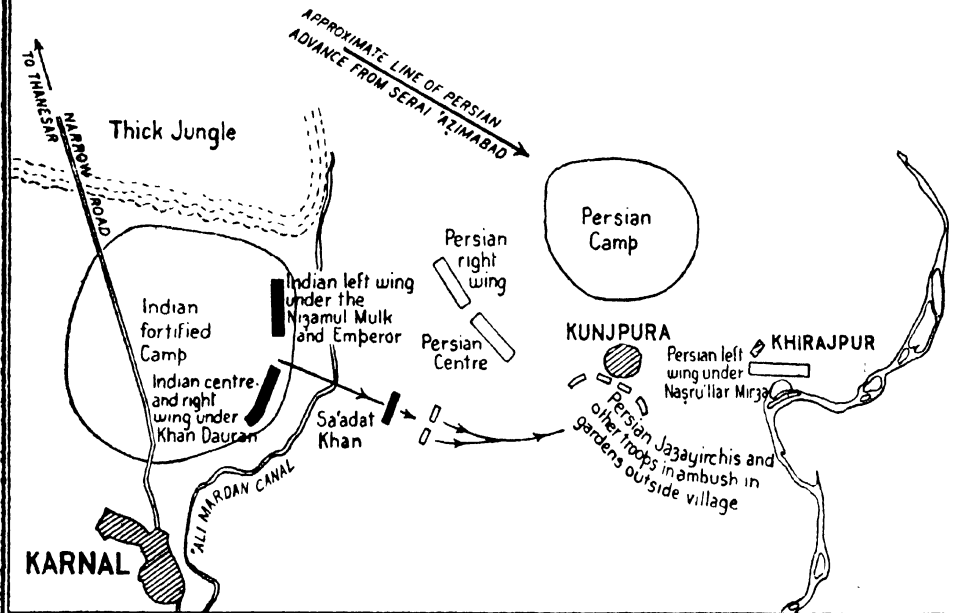 APPROXIMATE LINE OF PERSIAN
ADVANCE FROM SERAI 'AZIMABAD
TO THANESAR
NARROW ROAD
Thick Jungle
Persian
Camp
Persian
right
wing
Indian left wing
under the
Nizamul Mulk
and Emperor
Indian
fortified
Camp
Persian
Centre
KUNJPURA
KHIRAJPUR
Persian left
wing under
Naṣru'llar Mirza
Indian centre
and right
wing under
Khan Dauran
Sa'adat
Khan
Persian Jazayirchis and
other troops in ambush in
gardens outside village
'ALI MARDAN CANAL
KARNAL